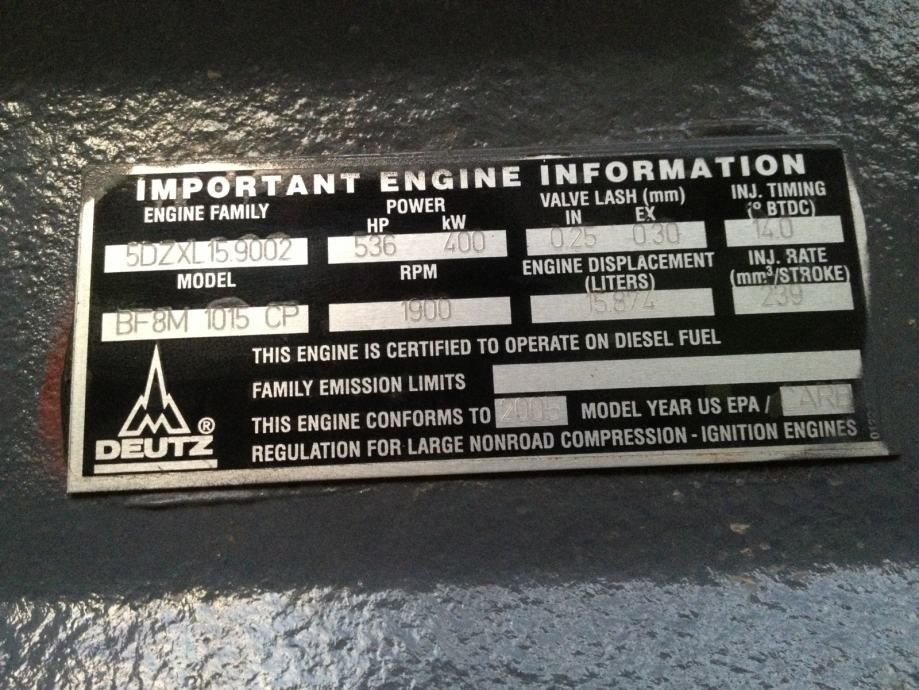 IMPORTANT ENGINE INFORMATION
ENGINE FAMILY POWER VALVE LASH (mm) INJ. TIMING
HP kW IN EX (° BTDC)
5DZXL15.9002 536 400 0.25 0.30 14.0
MODEL RPM ENGINE DISPLACEMENT INJ. RATE
(LITERS) (mm³/STROKE)
BF8M 1015 CP 1900 15.874 239
THIS ENGINE IS CERTIFIED TO OPERATE ON DIESEL FUEL
FAMILY EMISSION LIMITS
THIS ENGINE CONFORMS TO 2005 MODEL YEAR US EPA / CARB
REGULATION FOR LARGE NONROAD COMPRESSION - IGNITION ENGINES
DEUTZ ®